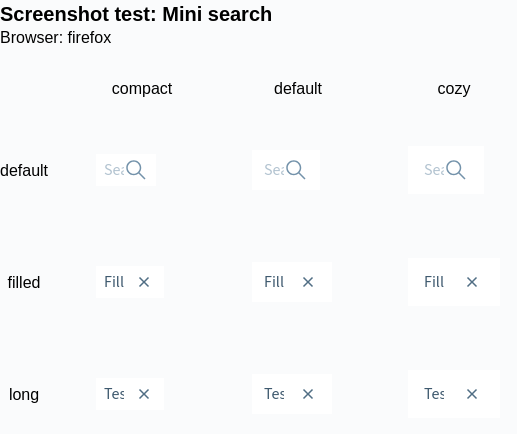 Screenshot test: Mini search
Browser: firefox
compact default cozy
default Sea Sea Sea
filled Fill Fill Fill
long Tes Tes Tes